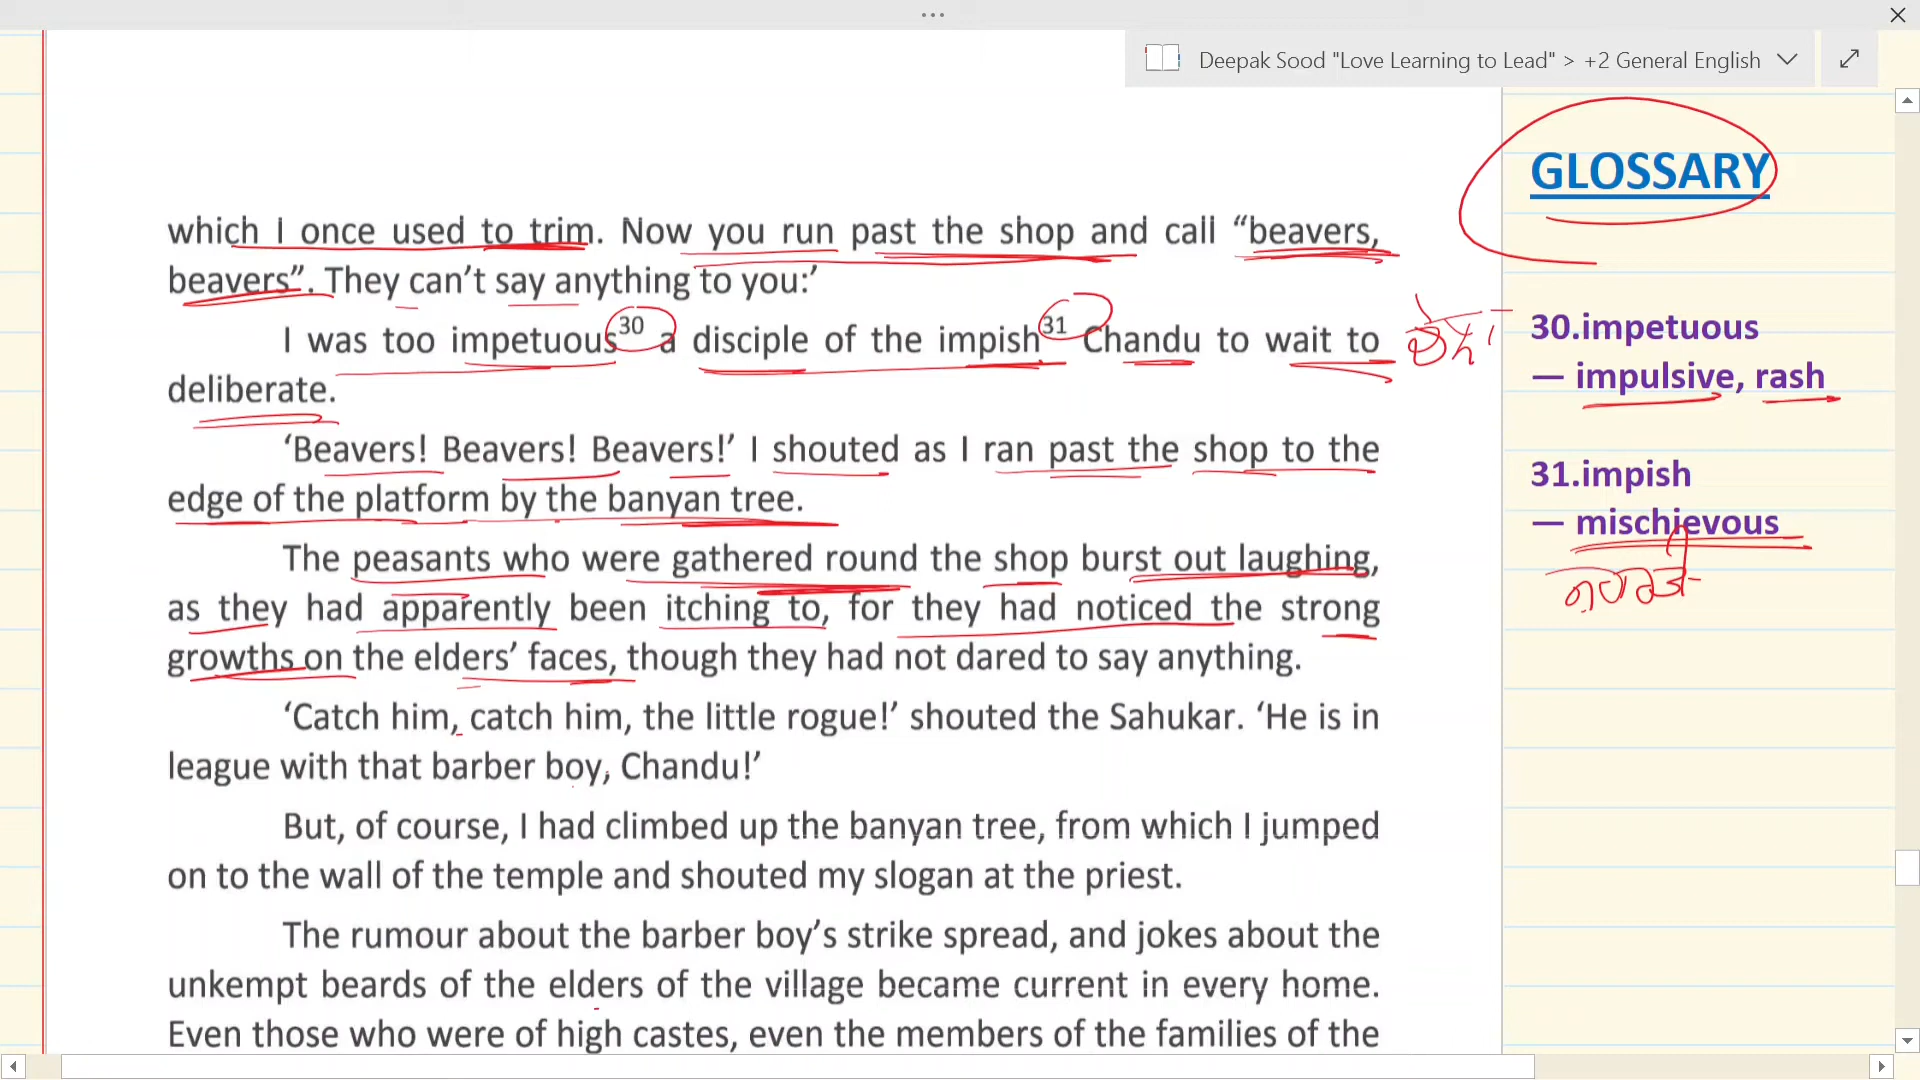 Deepak Sood "Love Learning to Lead" > +2 General English
GLOSSARY
which I once used to trim. Now you run past the shop and call “beavers,
beavers”. They can’t say anything to you:’
I was too impetuous30 a disciple of the impish31 Chandu to wait to
deliberate.
‘Beavers! Beavers! Beavers!’ I shouted as I ran past the shop to the
edge of the platform by the banyan tree.
The peasants who were gathered round the shop burst out laughing,
as they had apparently been itching to, for they had noticed the strong
growths on the elders’ faces, though they had not dared to say anything.
‘Catch him, catch him, the little rogue!’ shouted the Sahukar. ‘He is in
league with that barber boy, Chandu!’
But, of course, I had climbed up the banyan tree, from which I jumped
on to the wall of the temple and shouted my slogan at the priest.
The rumour about the barber boy’s strike spread, and jokes about the
unkempt beards of the elders of the village became current in every home.
Even those who were of high castes, even the members of the families of the
30.impetuous
— impulsive, rash
31.impish
— mischievous